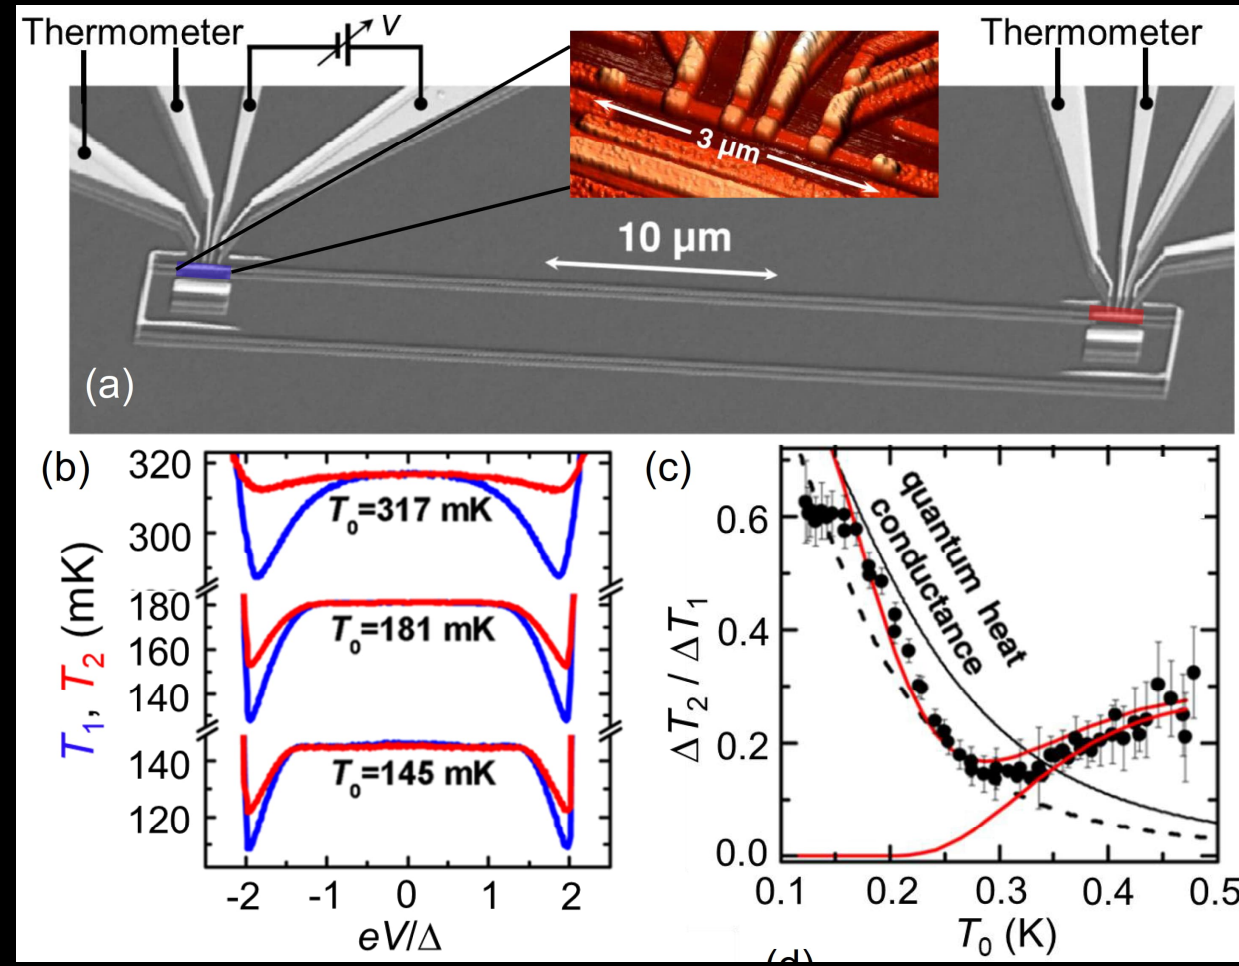 Thermometer
V
Thermometer
3 µm
10 µm
(a)
(b)
320
300
180
160
140
140
120
T₁, T₂ (mK)
T₀=317 mK
T₀=181 mK
T₀=145 mK
-2 -1 0 1 2
eV/Δ
(c)
0.6
0.4
0.2
0.0
ΔT₂ / ΔT₁
quantum heat
conductance
0.1 0.2 0.3 0.4 0.5
T₀ (K)
(d)